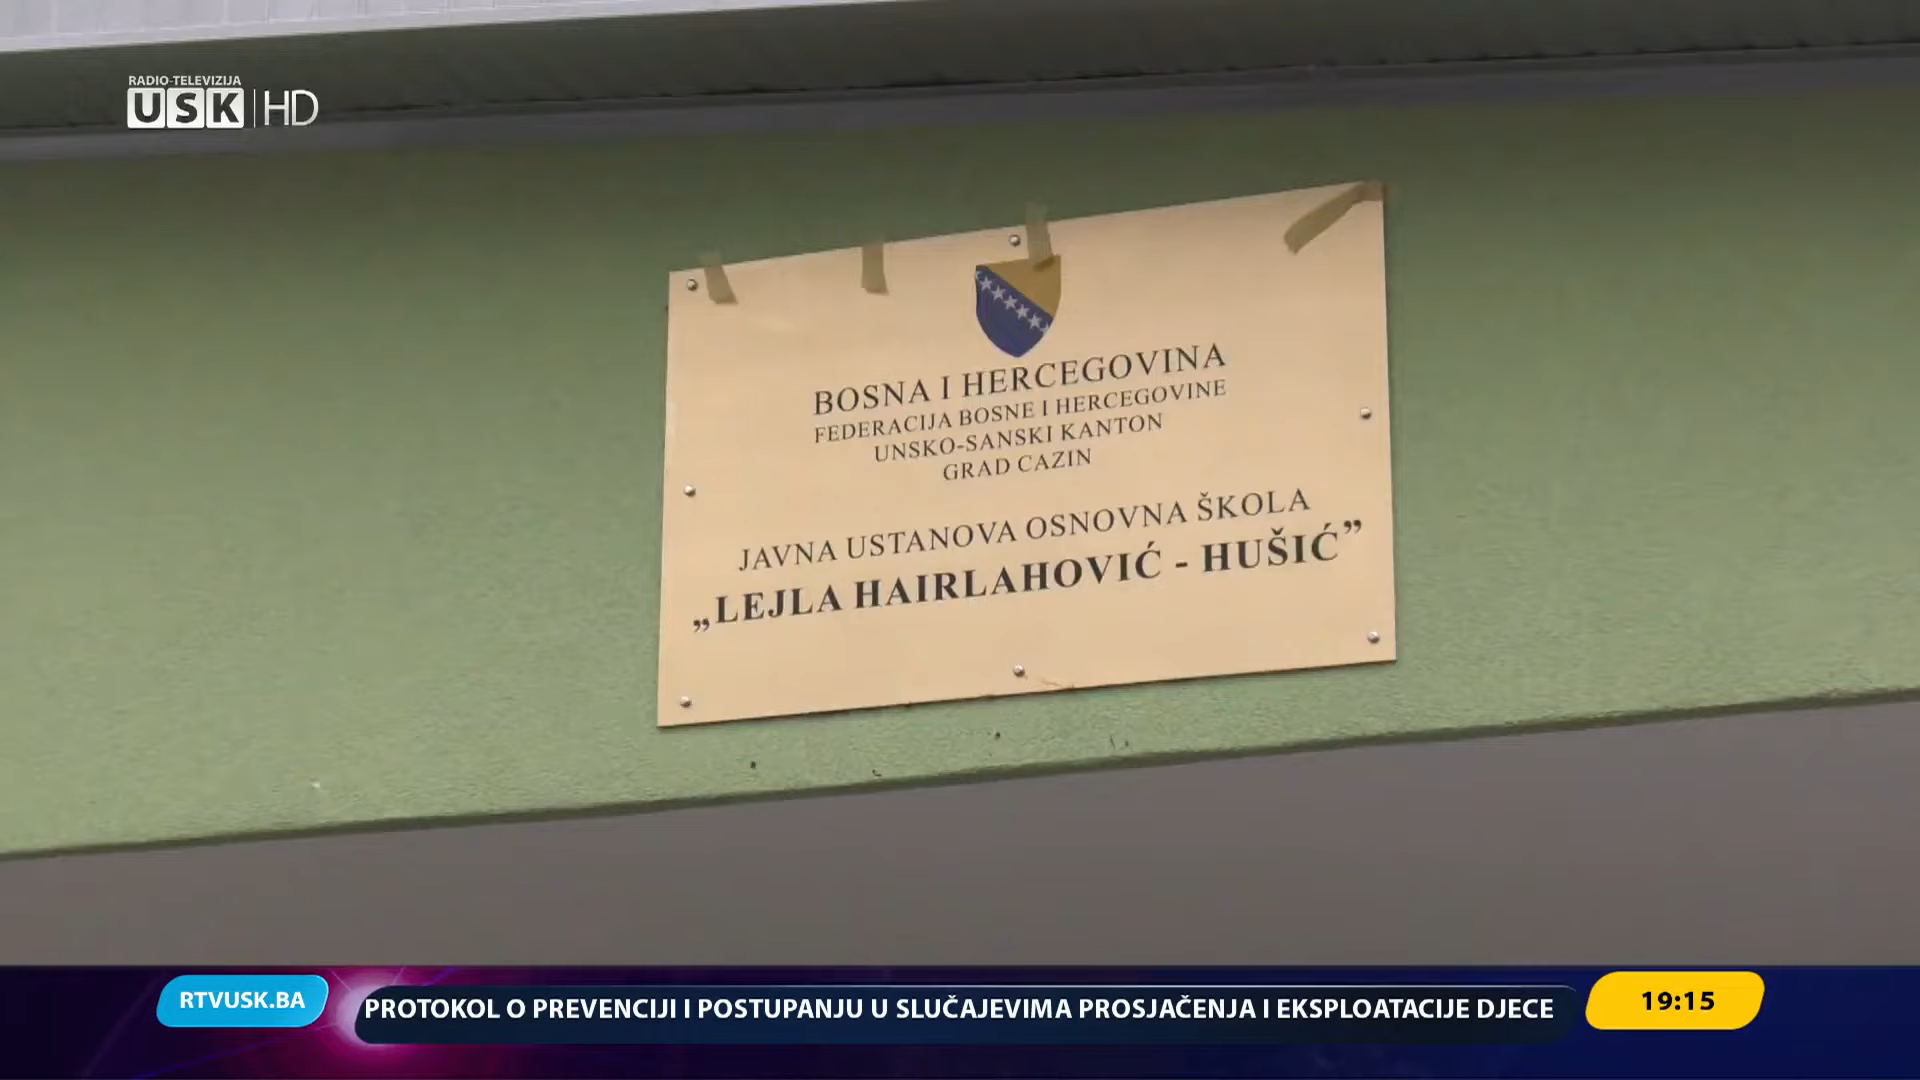 RADIO-TELEVIZIJA
USK HD
BOSNA I HERCEGOVINA
FEDERACIJA BOSNE I HERCEGOVINE
UNSKO-SANSKI KANTON
GRAD CAZIN
JAVNA USTANOVA OSNOVNA ŠKOLA
„LEJLA HAIRLAHOVIĆ - HUŠIĆ”
RTVUSK.BA
PROTOKOL O PREVENCIJI I POSTUPANJU U SLUČAJEVIMA PROSJAČENJA I EKSPLOATACIJE DJECE
19:15